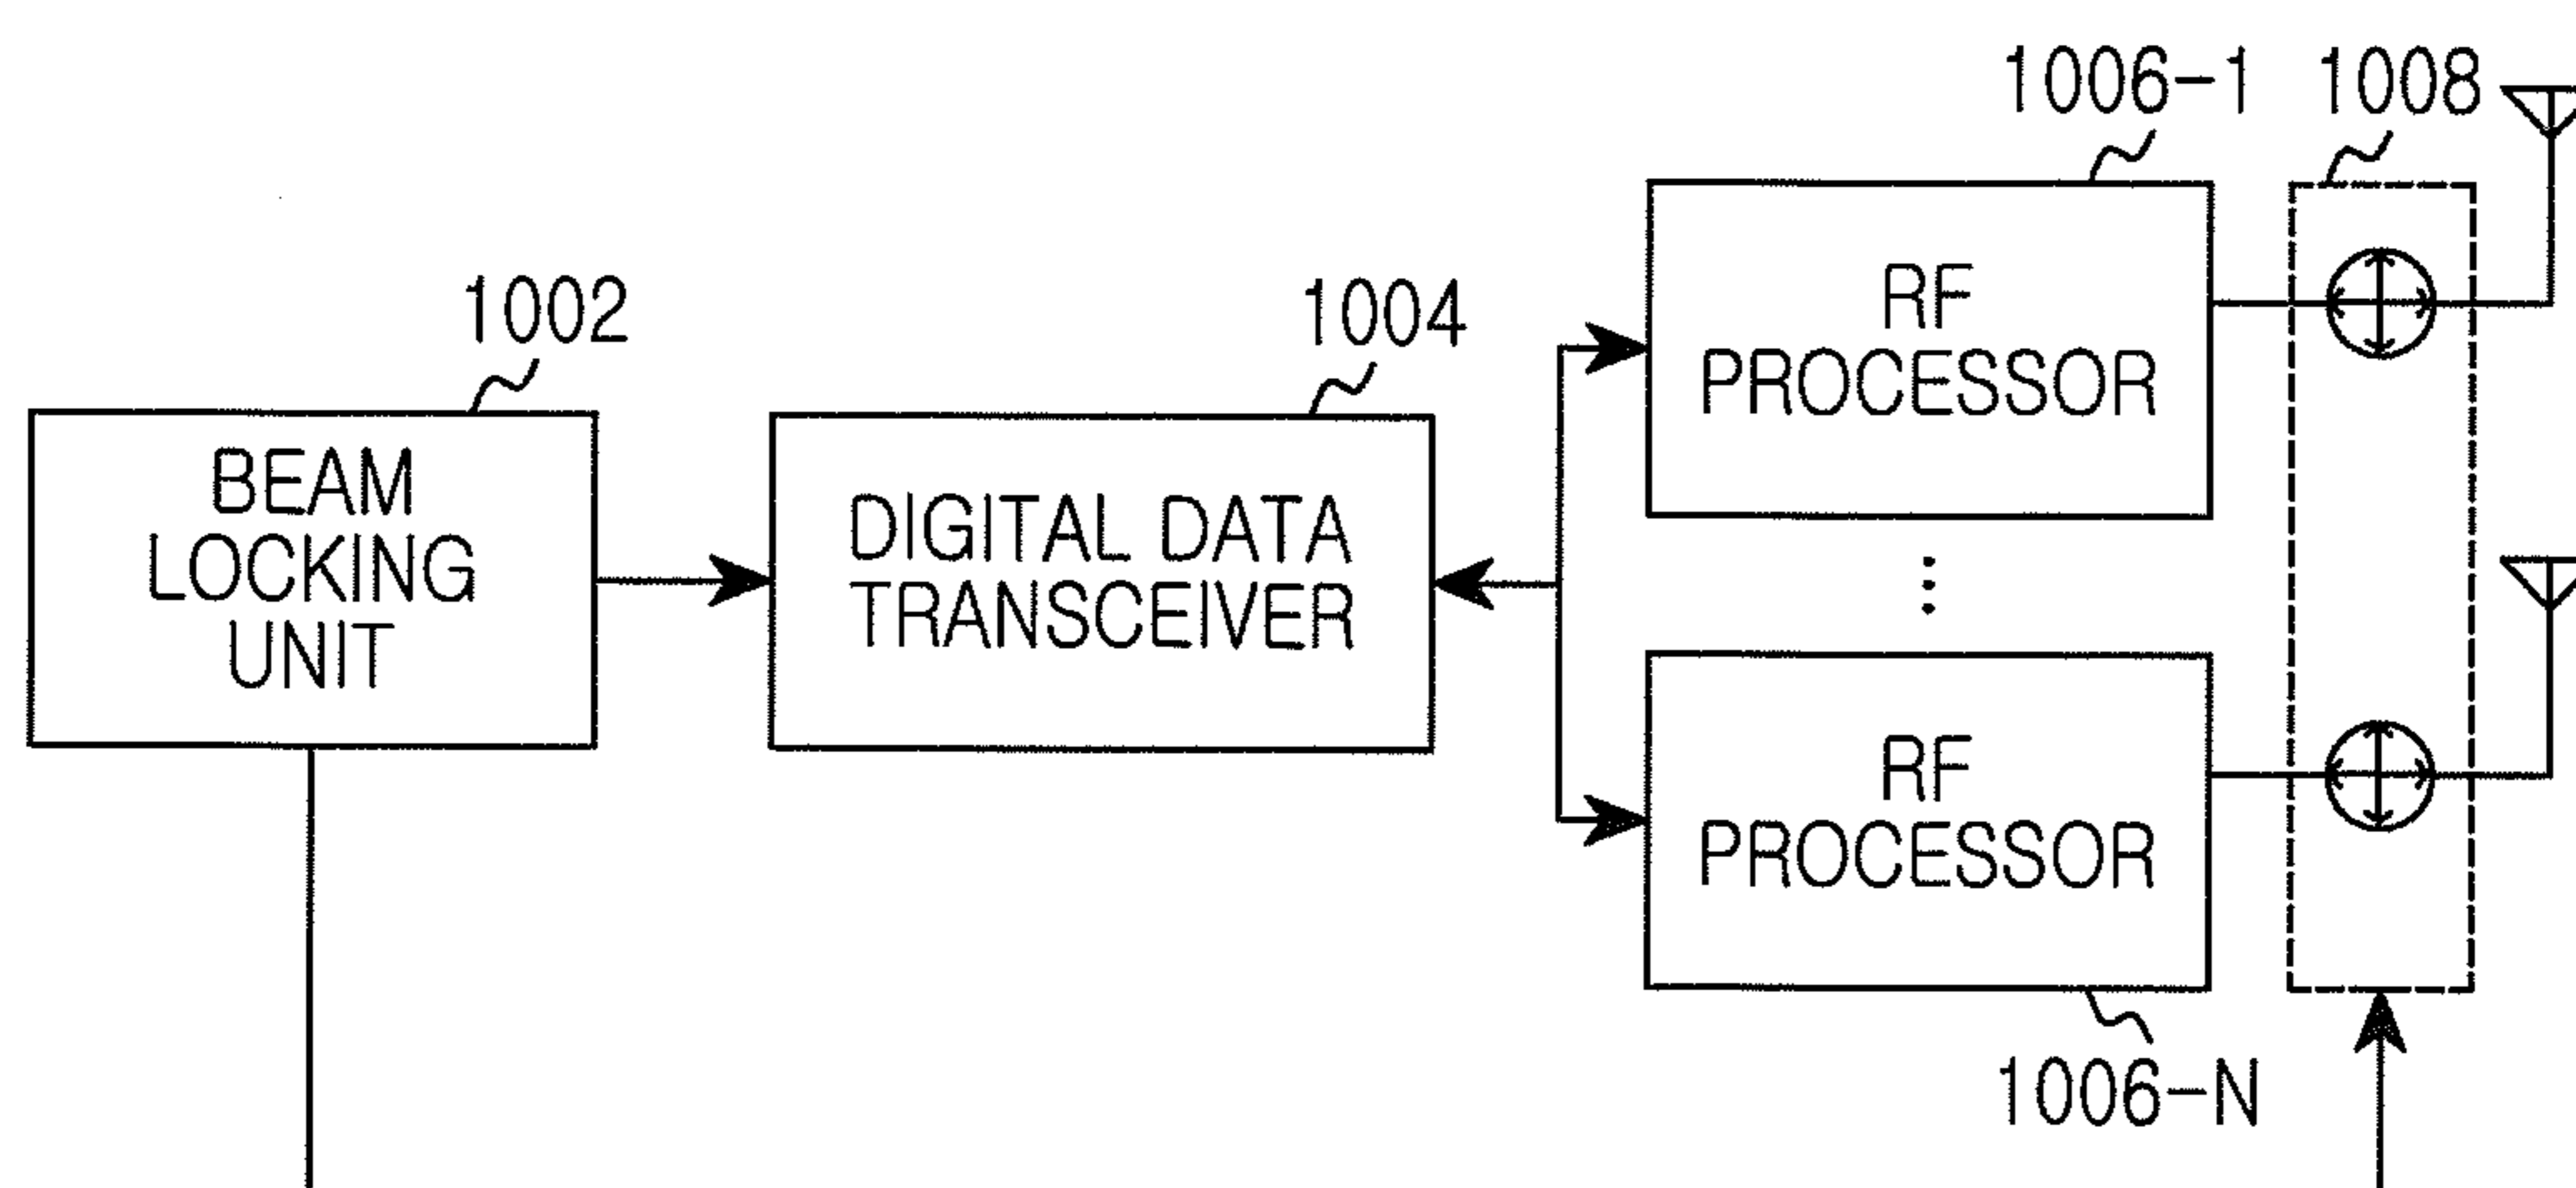 1006-1 1008
1002
1004
RF
PROCESSOR
BEAM
LOCKING
UNIT
DIGITAL DATA
TRANSCEIVER
RF
PROCESSOR
1006-N